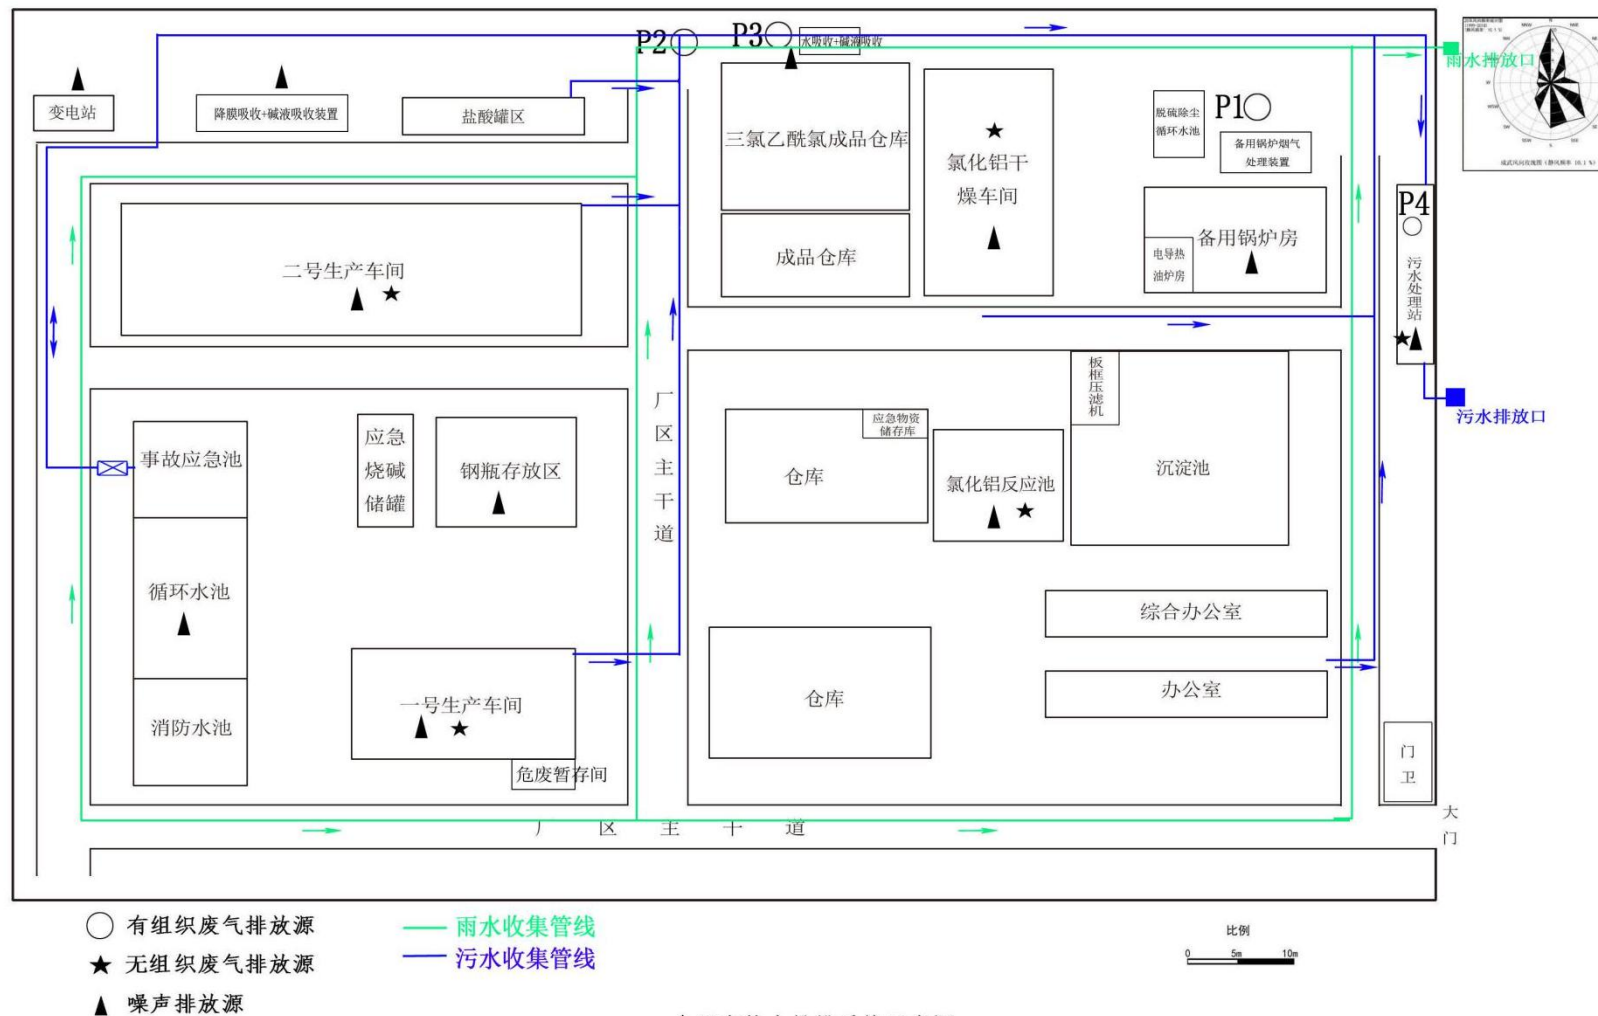 P2
P3
水吸收+碱液吸收
雨水排放口
变电站
降膜吸收+碱液吸收装置
盐酸罐区
三氯乙酰氯成品仓库
氯化铝干
燥车间
脱硫除尘
循环水池
P1
备用锅炉烟气
处理装置
P4
二号生产车间
成品仓库
备用锅炉房
电导热
油炉房
污水处理站
污水排放口
厂区主干道
事故应急池
应急
烧碱
储罐
钢瓶存放区
仓库
应急物资
储存库
氯化铝反应池
板框压滤机
沉淀池
循环水池
综合办公室
消防水池
一号生产车间
危废暂存间
仓库
办公室
门卫
大门
厂区主干道
有组织废气排放源
无组织废气排放源
噪声排放源
雨水收集管线
污水收集管线
比例
0 5m 10m